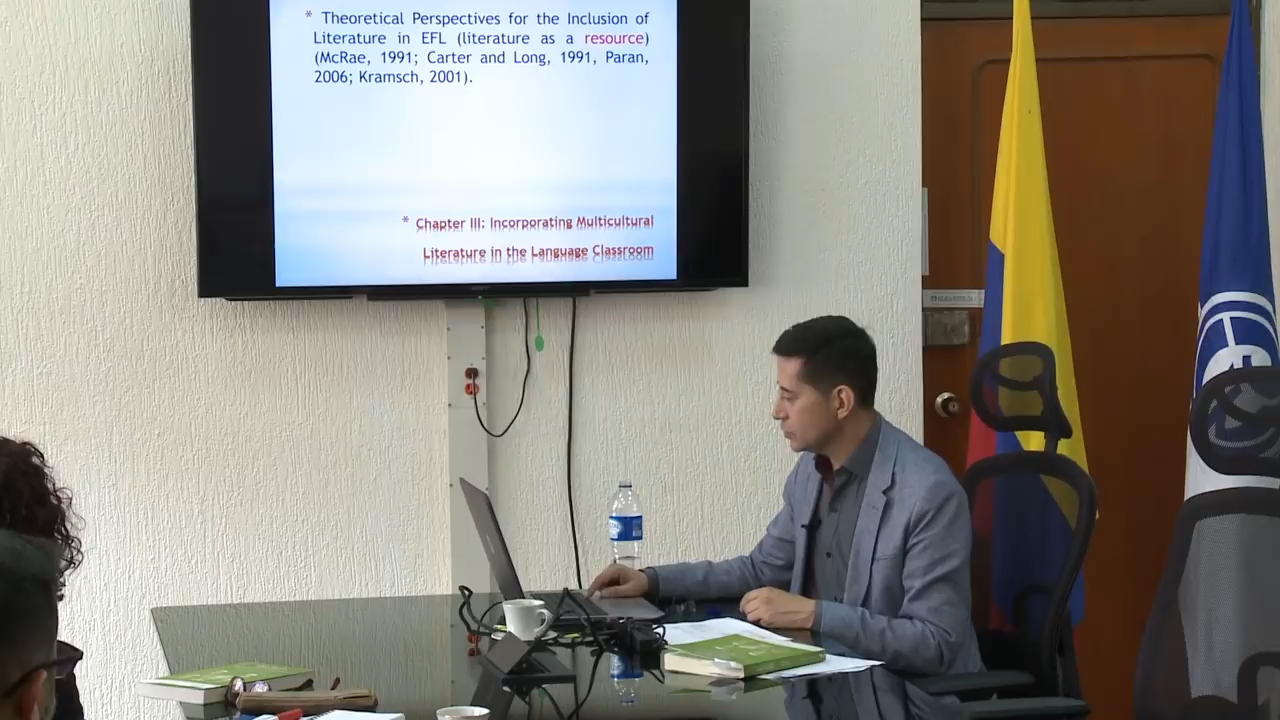 * Theoretical Perspectives for the Inclusion of
Literature in EFL (literature as a resource)
(McRae, 1991; Carter and Long, 1991, Paran,
2006; Kramsch, 2001).
* Chapter III: Incorporating Multicultural
Literature in the Language Classroom